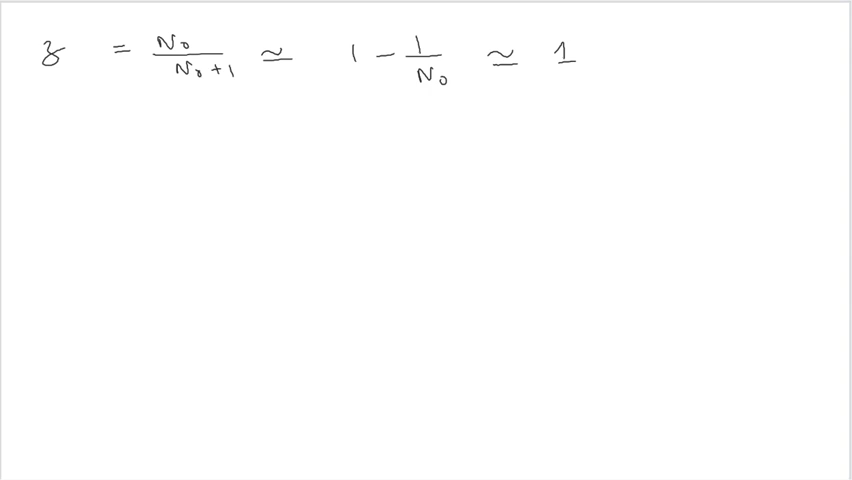 z = N₀ / (N₀ + 1) ≃ 1 - 1 / N₀ ≃ 1